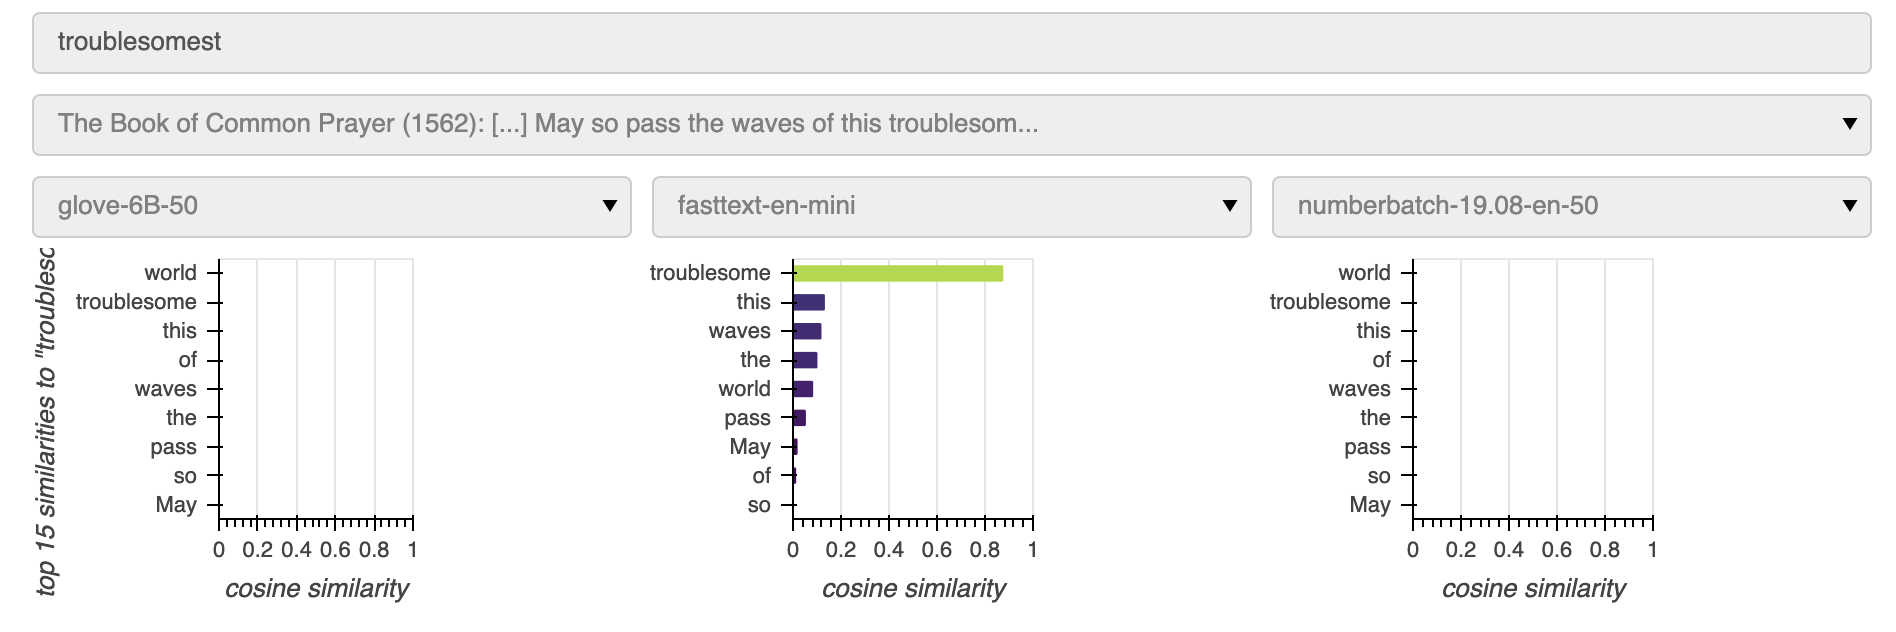 troublesomest
The Book of Common Prayer (1562): [...] May so pass the waves of this troublesom...
glove-6B-50
fasttext-en-mini
numberbatch-19.08-en-50
top 15 similarities to "troublesc
world
troublesome
this
of
waves
the
pass
so
May
0 0.2 0.4 0.6 0.8 1
cosine similarity
troublesome
this
waves
the
world
pass
May
of
so
0 0.2 0.4 0.6 0.8 1
cosine similarity
world
troublesome
this
of
waves
the
pass
so
May
0 0.2 0.4 0.6 0.8 1
cosine similarity